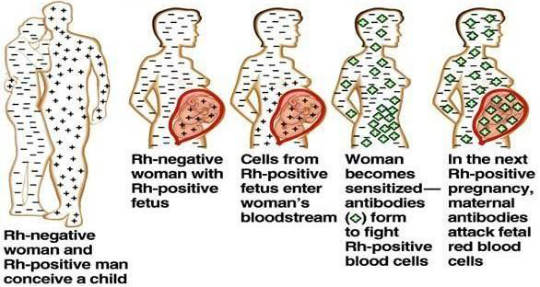 Rh-negative
woman and
Rh-positive man
conceive a child
Rh-negative
woman with
Rh-positive
fetus
Cells from
Rh-positive
fetus enter
woman's
bloodstream
Woman
becomes
sensitized—
antibodies
(◇) form
to fight
Rh-positive
blood cells
In the next
Rh-positive
pregnancy,
maternal
antibodies
attack fetal
red blood
cells